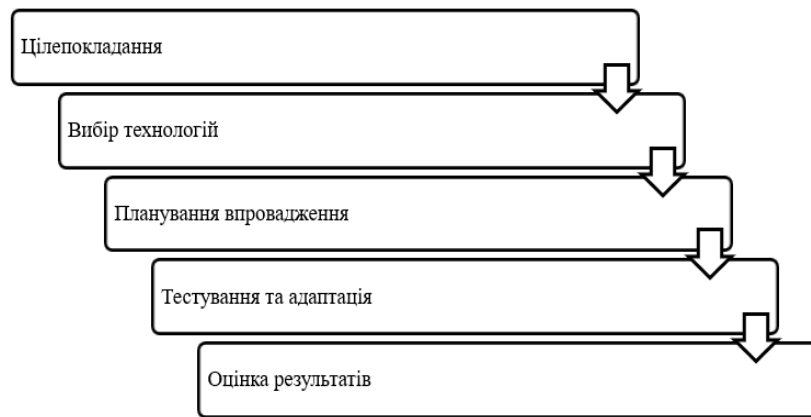 Цілепокладання
Вибір технологій
Планування впровадження
Тестування та адаптація
Оцінка результатів